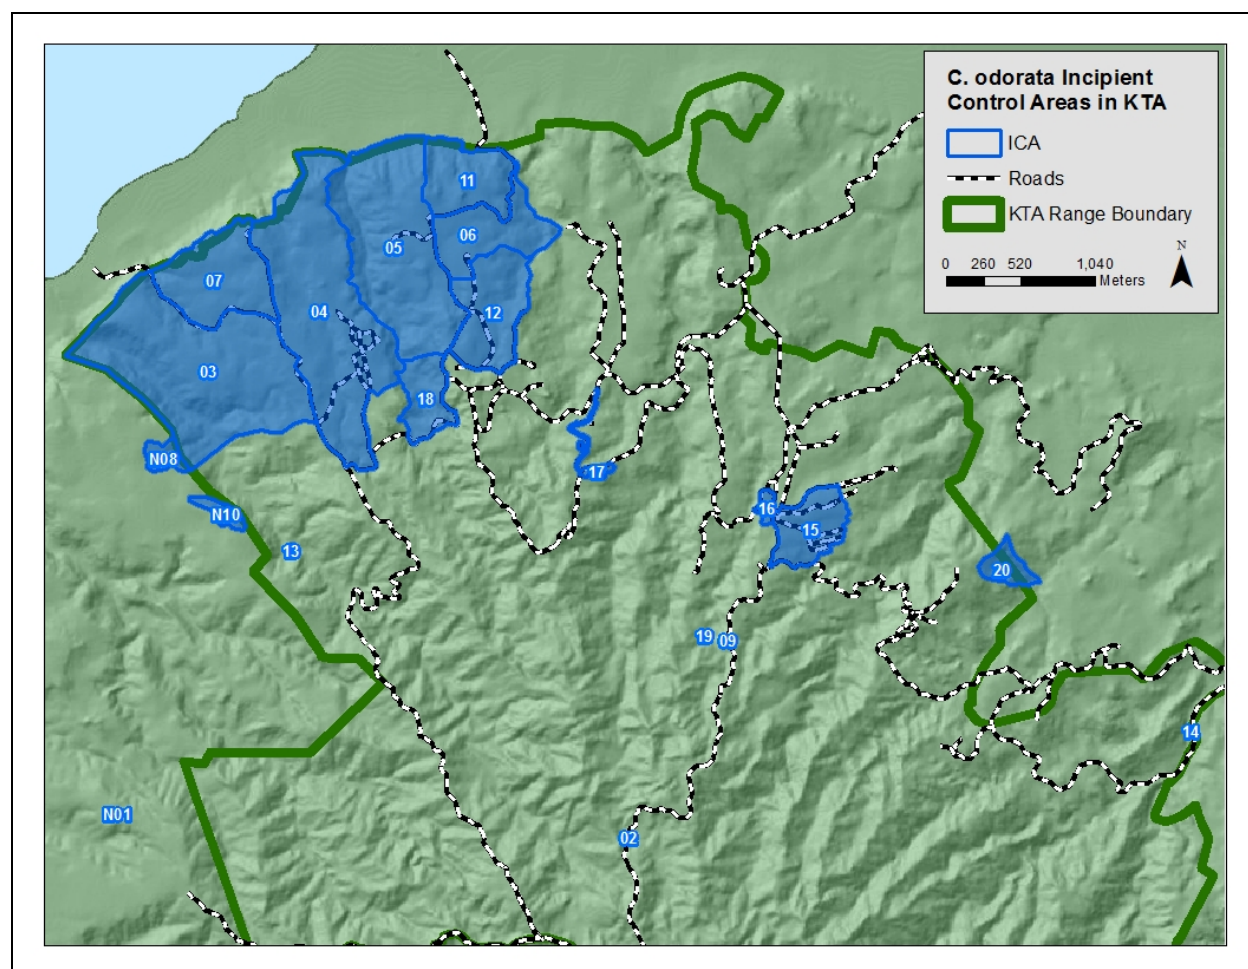 C. odorata Incipient
Control Areas in KTA
ICA
Roads
KTA Range Boundary
N
0 260 520 1,040
Meters
11
05
06
07
04
12
03
18
N08
17
16
N10
15
13
20
19
09
14
N01
02